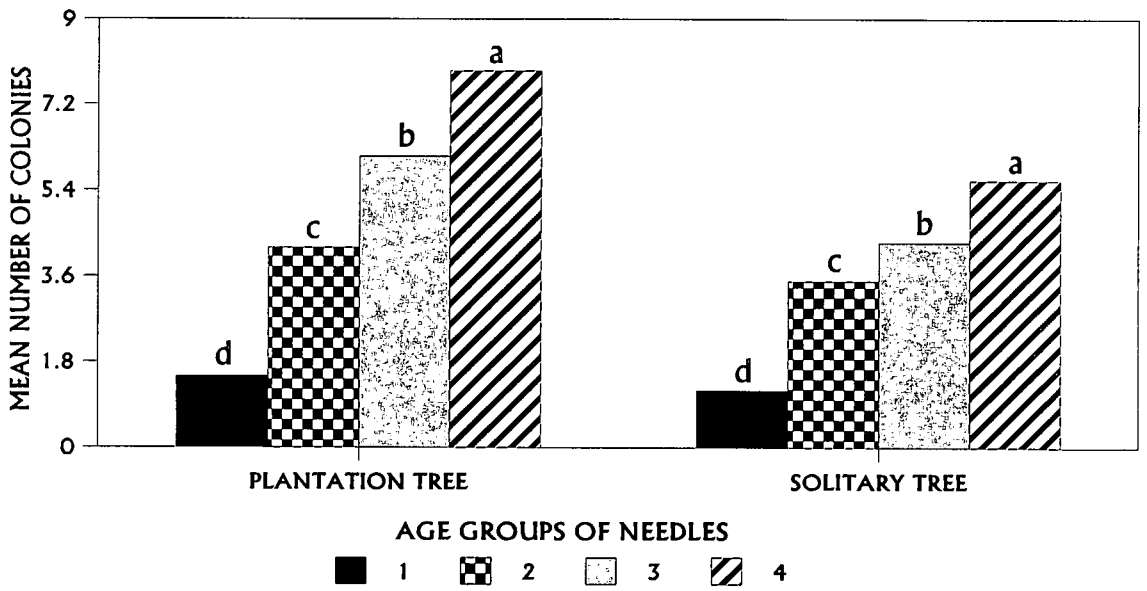 MEAN NUMBER OF COLONIES
9
7.2
5.4
3.6
1.8
0
d
c
b
a
d
c
b
a
PLANTATION TREE
SOLITARY TREE
AGE GROUPS OF NEEDLES
1 2 3 4